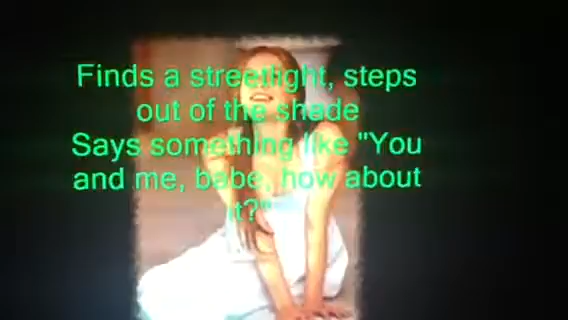 Finds a streetlight, steps
out of the shade
Says something like "You
and me, babe, how about
it?"